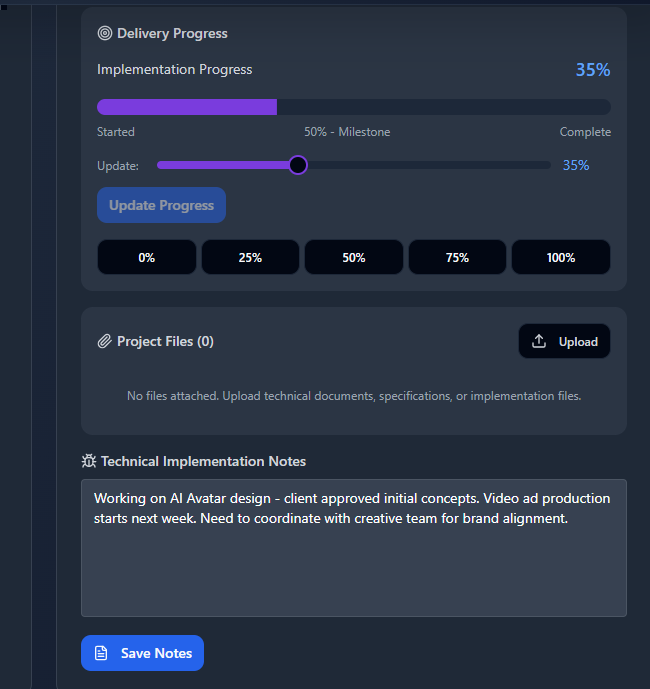 Delivery Progress
Implementation Progress
35%
Started
50% - Milestone
Complete
Update:
35%
Update Progress
0%
25%
50%
75%
100%
Project Files (0)
Upload
No files attached. Upload technical documents, specifications, or implementation files.
Technical Implementation Notes
Working on AI Avatar design - client approved initial concepts. Video ad production
starts next week. Need to coordinate with creative team for brand alignment.
Save Notes